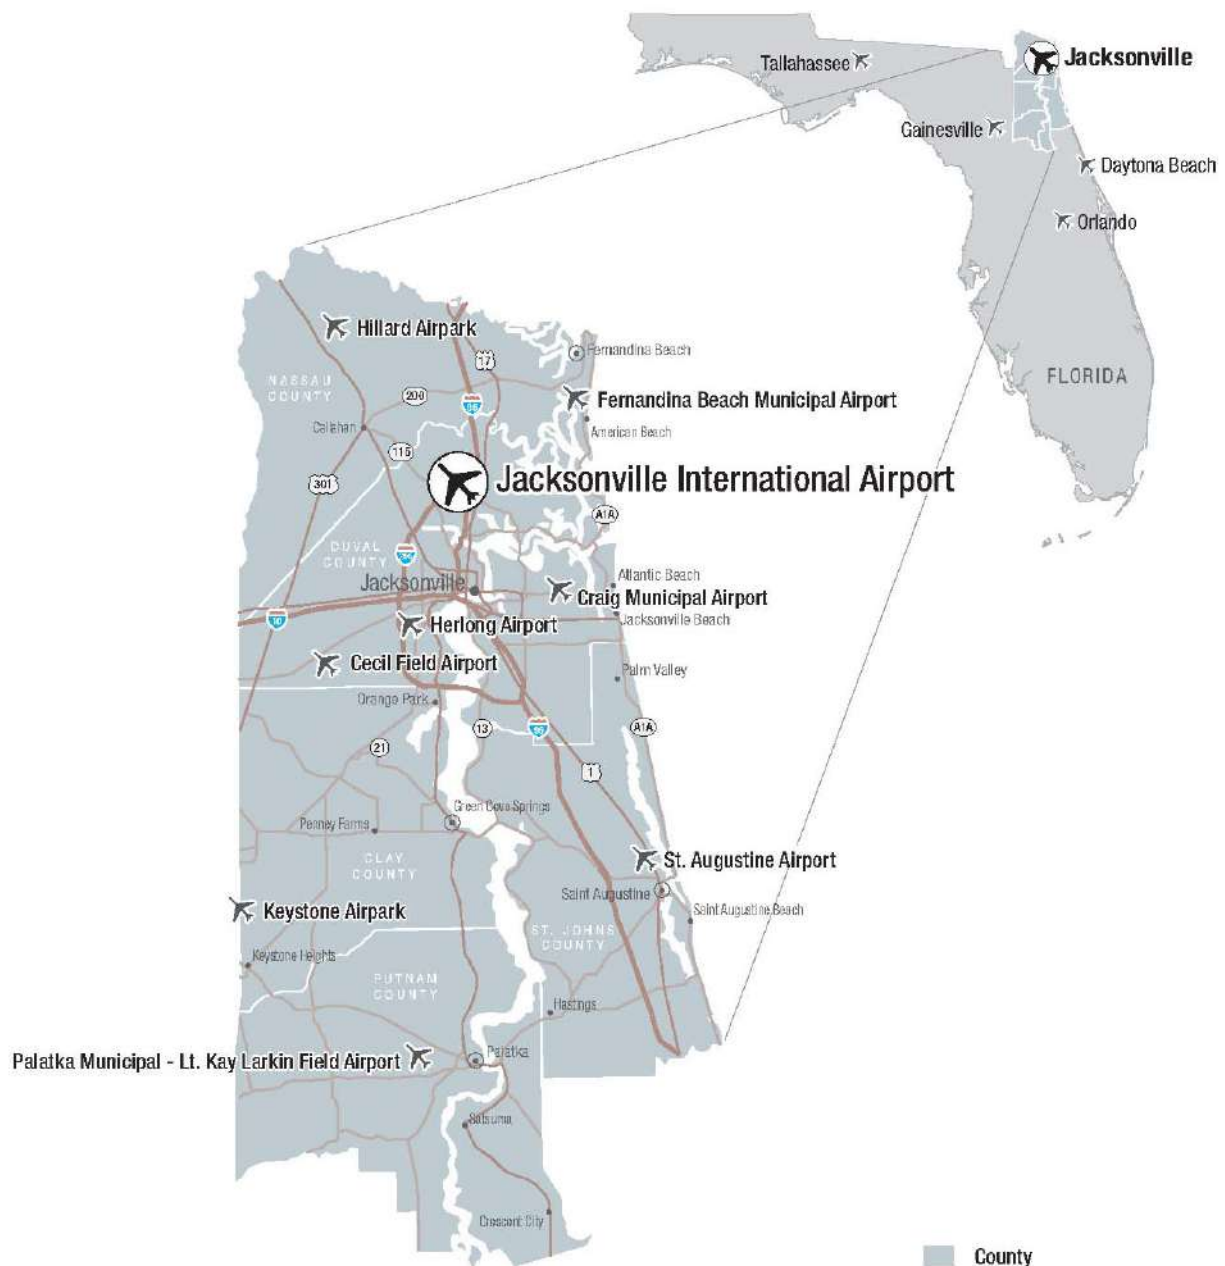 Tallahassee
Jacksonville
Gainesville
Daytona Beach
Orlando
FLORIDA
Hillard Airpark
Fernandina Beach
17
NASSAU
COUNTY
200
95
Fernandina Beach Municipal Airport
American Beach
Callahan
115
301
Jacksonville International Airport
A1A
DUVAL
COUNTY
Jacksonville
Atlantic Beach
Craig Municipal Airport
10
Herlong Airport
Jacksonville Beach
Cecil Field Airport
Palm Valley
Orange Park
13
95
A1A
21
1
Green Cove Springs
Penney Farms
CLAY
COUNTY
St. Augustine Airport
Saint Augustine
Saint Augustine Beach
Keystone Airpark
ST. JOHNS
COUNTY
Keystone Heights
PUTNAM
COUNTY
Hastings
Palatka Municipal - Lt. Kay Larkin Field Airport
Palatka
Satsuma
Crescent City
County